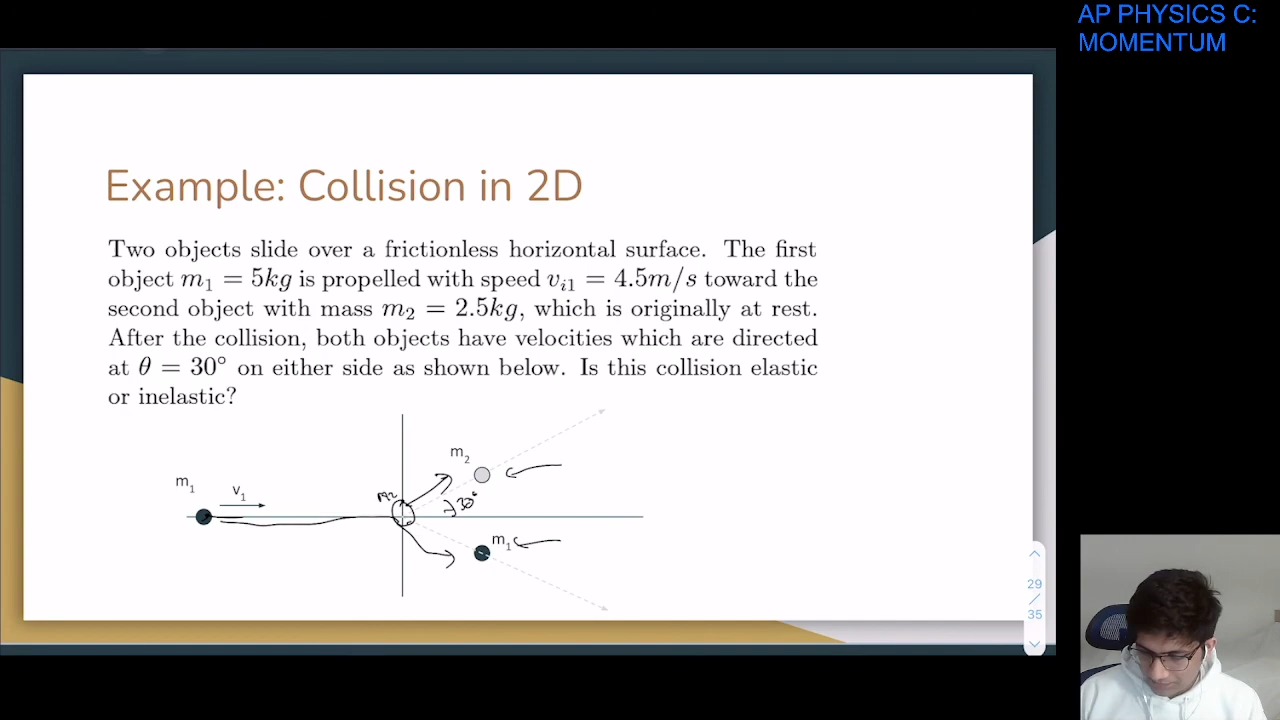 AP PHYSICS C:
MOMENTUM
Example: Collision in 2D
Two objects slide over a frictionless horizontal surface. The first
object m₁ = 5kg is propelled with speed vᵢ₁ = 4.5m/s toward the
second object with mass m₂ = 2.5kg, which is originally at rest.
After the collision, both objects have velocities which are directed
at θ = 30° on either side as shown below. Is this collision elastic
or inelastic?
m₂
m₁
v₁
m₂
30°
m₁
29
/
35